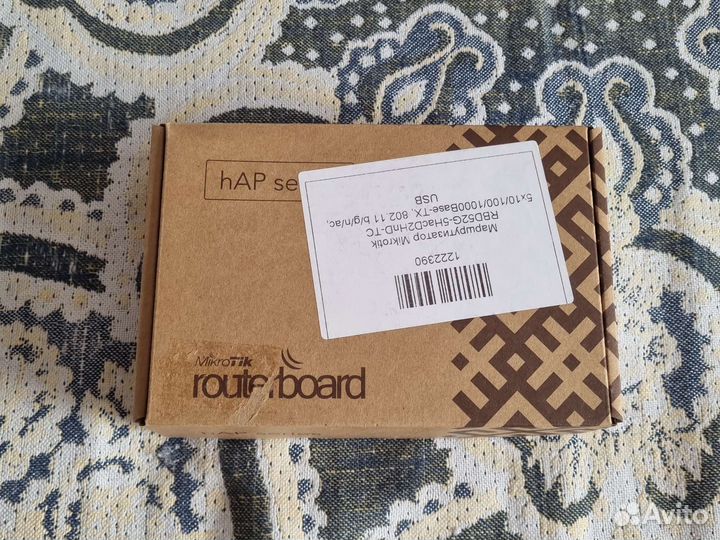 hAP se
Маршрутизатор Mikrotik
RBD52G-5HacD2HnD-TC
5x10/100/1000Base-TX, 802.11 b/g/n/ac,
USB
1222390
MikroTik
routerboard
Avito